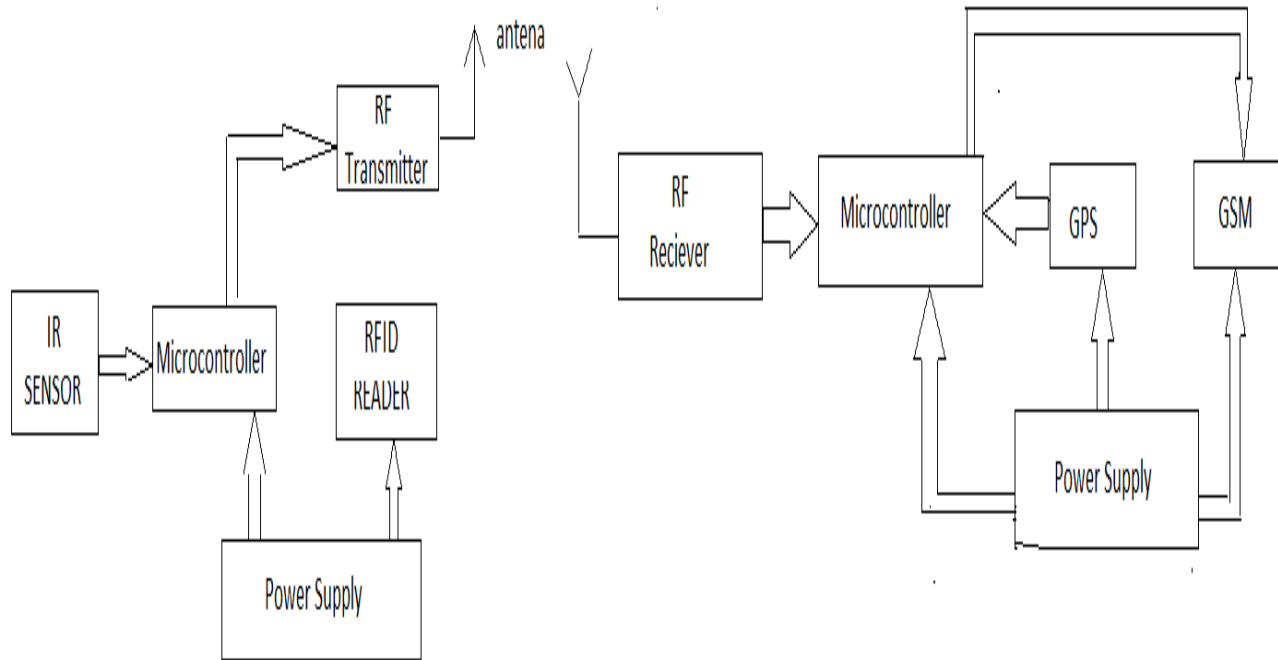 antena
RF
Transmitter
IR
SENSOR
Microcontroller
RFID
READER
Power Supply
RF
Reciever
Microcontroller
GPS
GSM
Power Supply